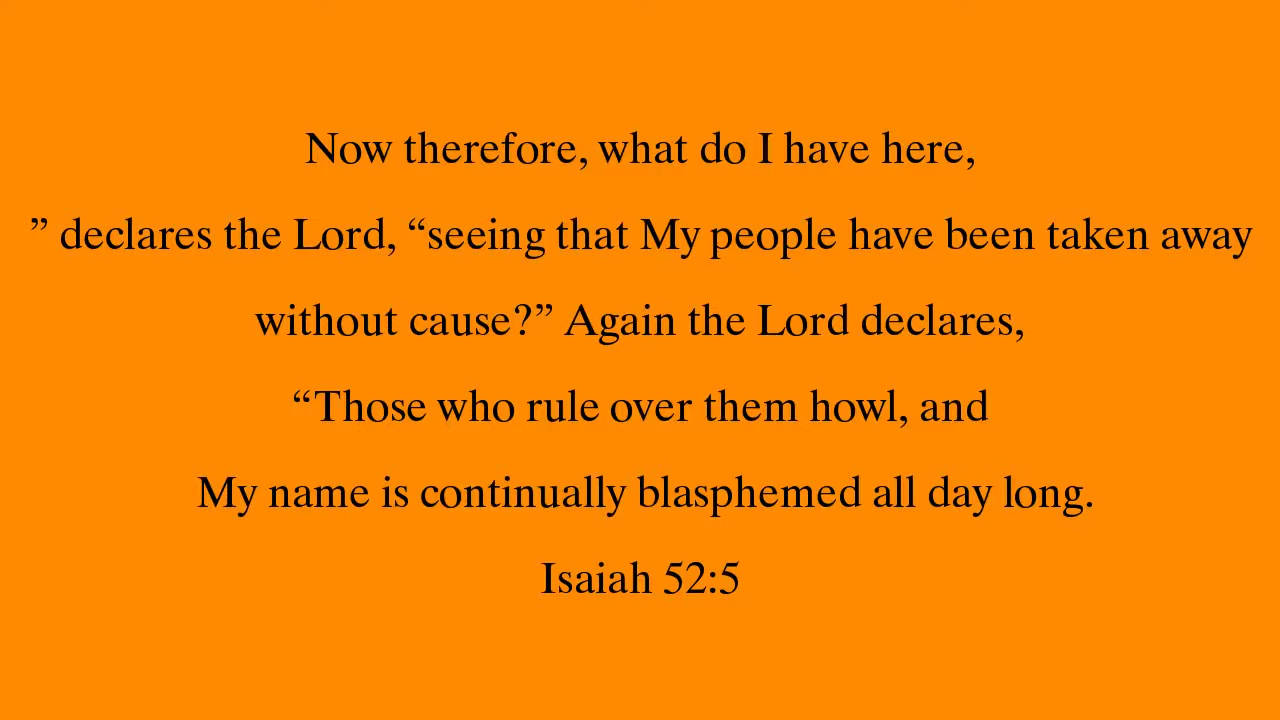 Now therefore, what do I have here,
” declares the Lord, “seeing that My people have been taken away
without cause?” Again the Lord declares,
“Those who rule over them howl, and
My name is continually blasphemed all day long.
Isaiah 52:5